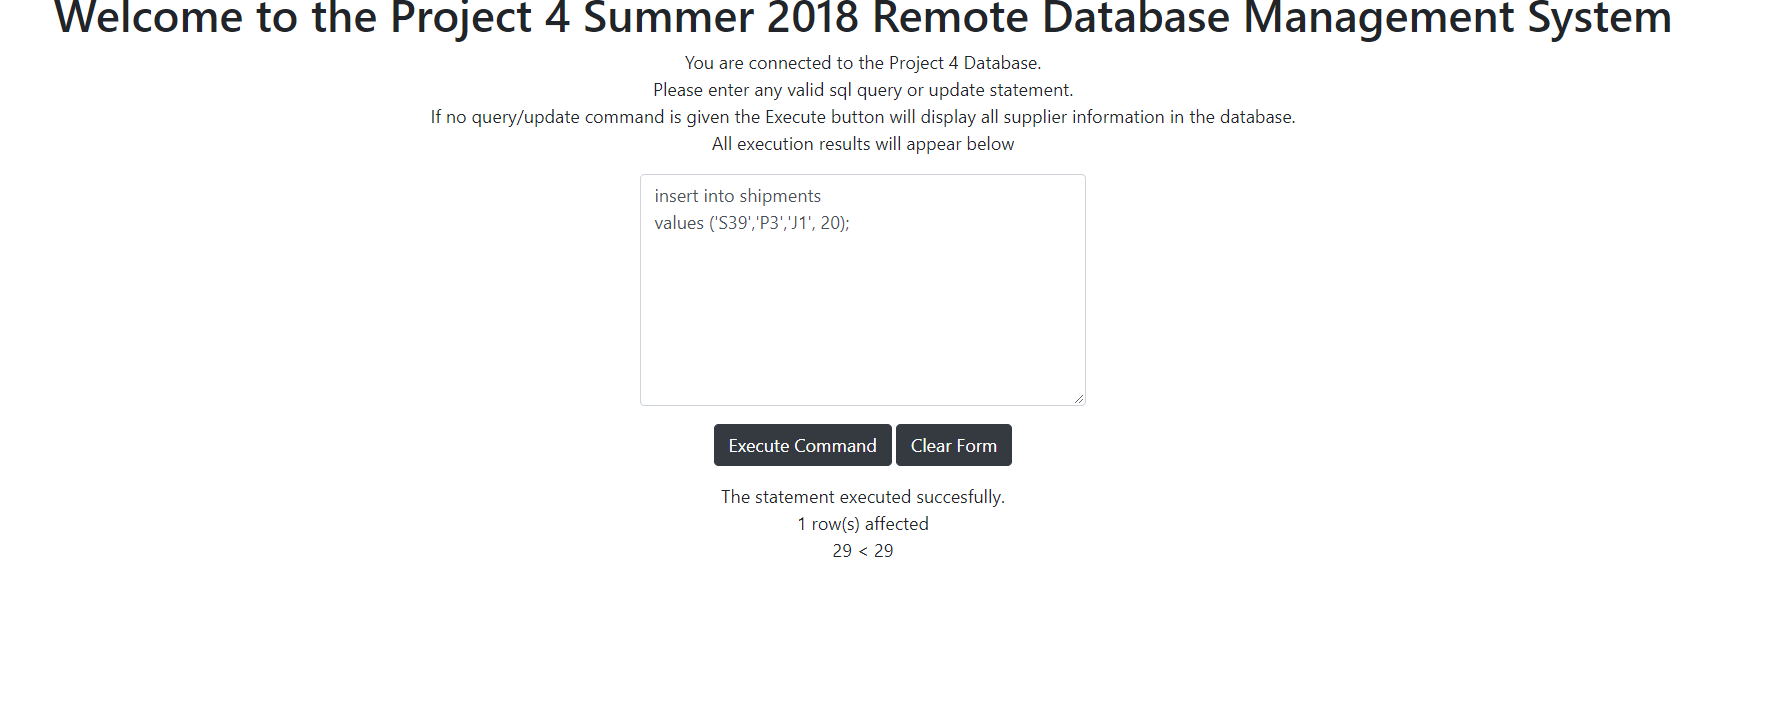 Welcome to the Project 4 Summer 2018 Remote Database Management System
You are connected to the Project 4 Database.
Please enter any valid sql query or update statement.
If no query/update command is given the Execute button will display all supplier information in the database.
All execution results will appear below
insert into shipments
values ('S39','P3','J1', 20);
Execute Command Clear Form
The statement executed succesfully.
1 row(s) affected
29 < 29